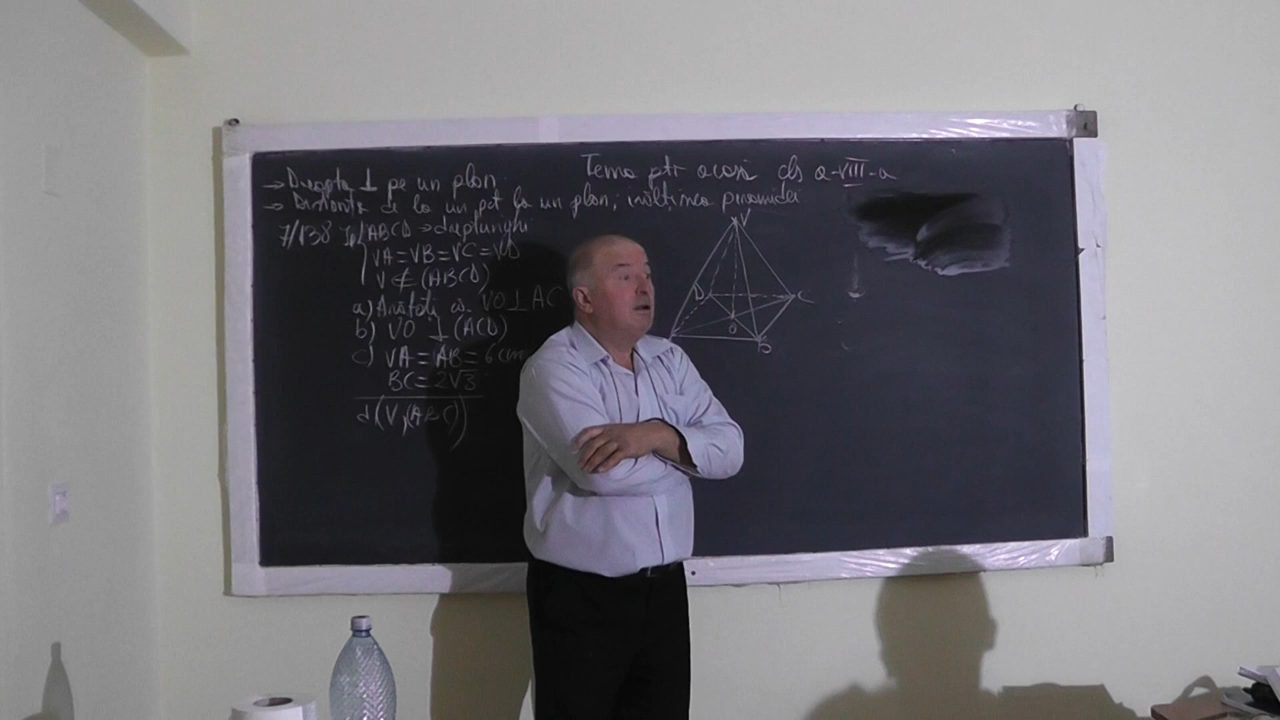 Tema ptr acasă cls a-VIII-a
→ Dreapta ⊥ pe un plan
→ Distanța de la un pct la un plan; înălțimea piramidei
7/138 Ip ABCD → dreptunghi
VA=VB=VC=VD
V ∉ (ABCD)
a) Arătați că VO⊥AC
b) VO ⊥ (ACD)
c) VA = AB = 6 cm
BC = 2√3
d(V,(ABC))
V
D
C
O
B